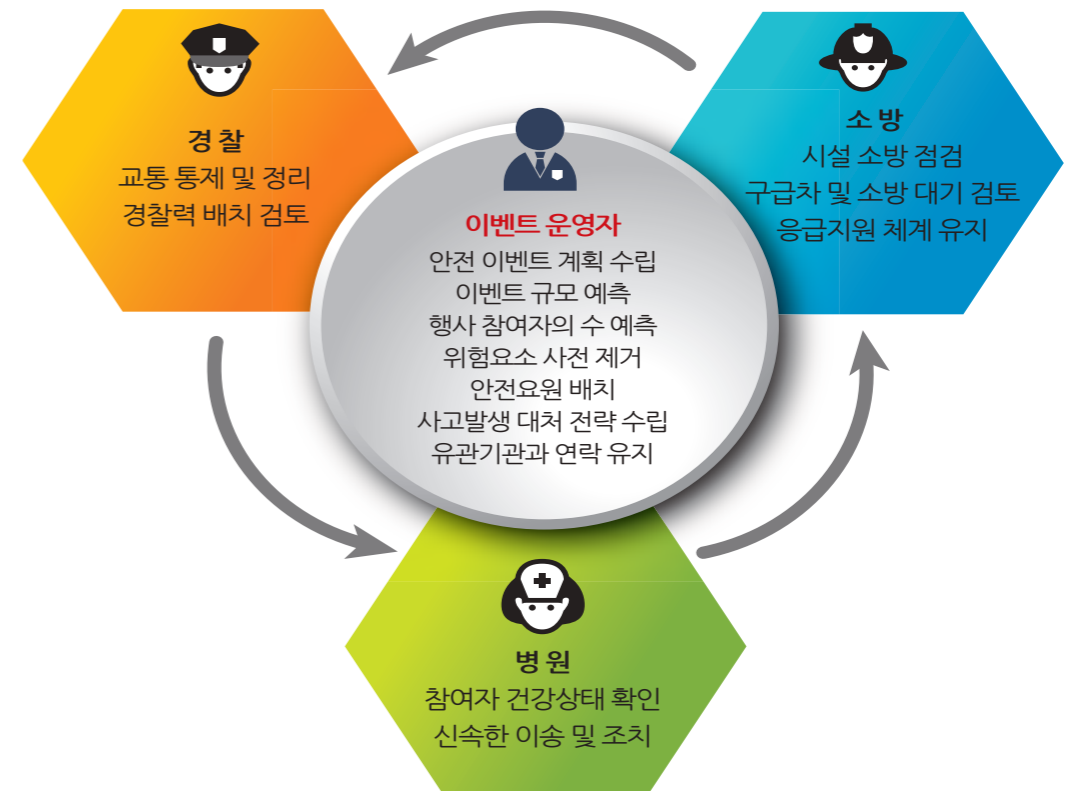 경찰
교통 통제 및 정리
경찰력 배치 검토
소방
시설 소방 점검
구급차 및 소방 대기 검토
응급지원 체계 유지
이벤트 운영자
안전 이벤트 계획 수립
이벤트 규모 예측
행사 참여자의 수 예측
위험요소 사전 제거
안전요원 배치
사고발생 대처 전략 수립
유관기관과 연락 유지
병원
참여자 건강상태 확인
신속한 이송 및 조치